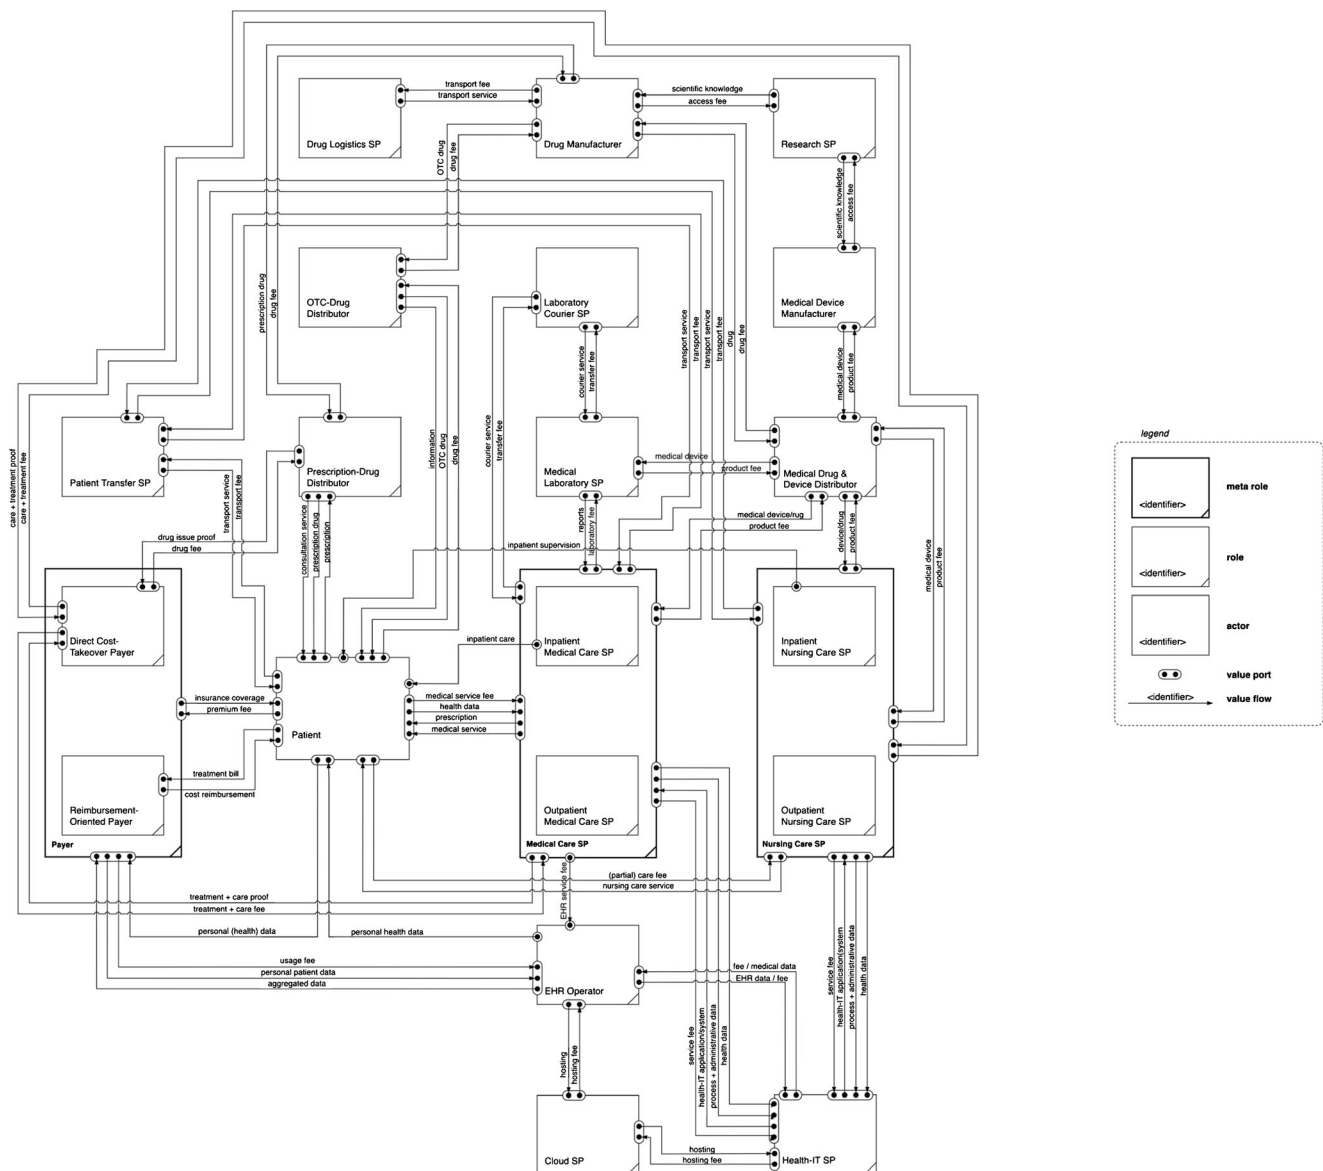 transport fee
transport service
Drug Logistics SP
Drug Manufacturer
scientific knowledge
access fee
Research SP
OTC drug
drug fee
scientific knowledge
access fee
prescription drug
drug fee
OTC-Drug
Distributor
Laboratory
Courier SP
Medical Device
Manufacturer
transport service
transport fee
transport service
transport fee
drug
drug fee
courier service
transfer fee
medical device
product fee
care + treatment proof
care + treatment fee
Patient Transfer SP
transport service
transport fee
Prescription-Drug
Distributor
information
OTC drug
drug fee
courier service
transfer fee
Medical
Laboratory SP
medical device
product fee
Medical Drug &
Device Distributor
drug issue proof
drug fee
consultation service
prescription drug
prescription
inpatient supervision
reports
laboratory fee
medical device/rug
product fee
device/drug
product fee
medical device
product fee
Direct Cost-
Takeover Payer
insurance coverage
premium fee
Patient
treatment bill
cost reimbursement
Reimbursement-
Oriented Payer
Payer
inpatient care
medical service fee
health data
prescription
medical service
Inpatient
Medical Care SP
Outpatient
Medical Care SP
Medical Care SP
Inpatient
Nursing Care SP
Outpatient
Nursing Care SP
Nursing Care SP
treatment + care proof
treatment + care fee
personal (health) data
personal health data
(partial) care fee
nursing care service
EHR service fee
usage fee
personal patient data
aggregated data
EHR Operator
fee / medical data
EHR data / fee
service fee
health-IT application/system
process + administrative data
health data
service fee
health-IT application/system
process + administrative data
health data
hosting
hosting fee
Cloud SP
hosting
hosting fee
Health-IT SP
legend
<identifier>
meta role
<identifier>
role
<identifier>
actor
value port
<identifier>
value flow